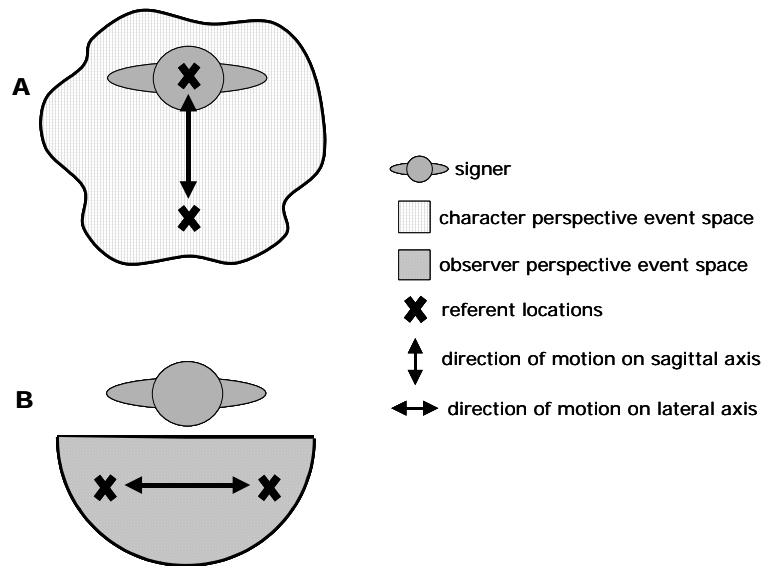 A
signer
character perspective event space
observer perspective event space
referent locations
direction of motion on sagittal axis
B
direction of motion on lateral axis